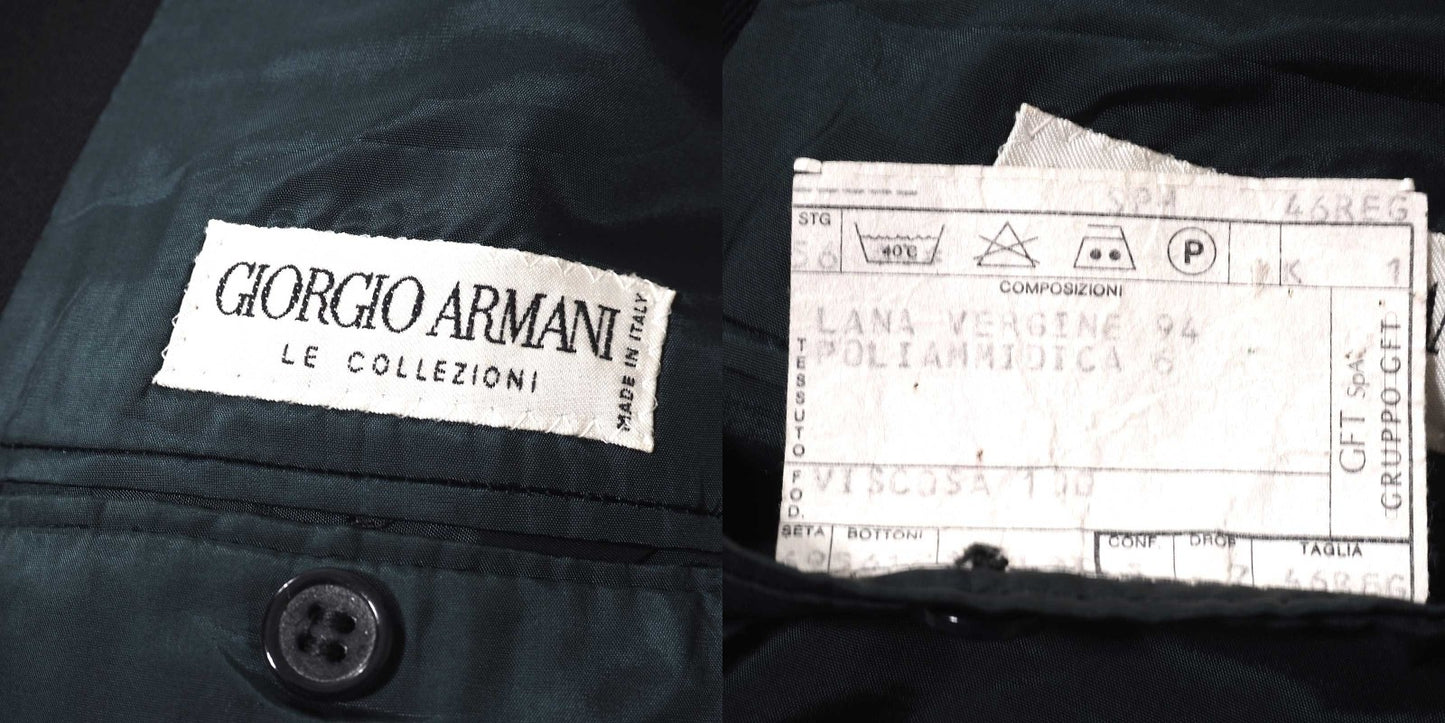 GIORGIO ARMANI
LE COLLEZIONI
MADE IN ITALY
46REG
STG
40°C
P
K 1
COMPOSIZIONI
TESSUTO
LANA VERGINE 94
POLIAMMIDICA 6
FOD.
VISCOSA 100
GFT SpA
GRUPPO GFT
SETA BOTTONI CONF. DROP TAGLIA
46REG